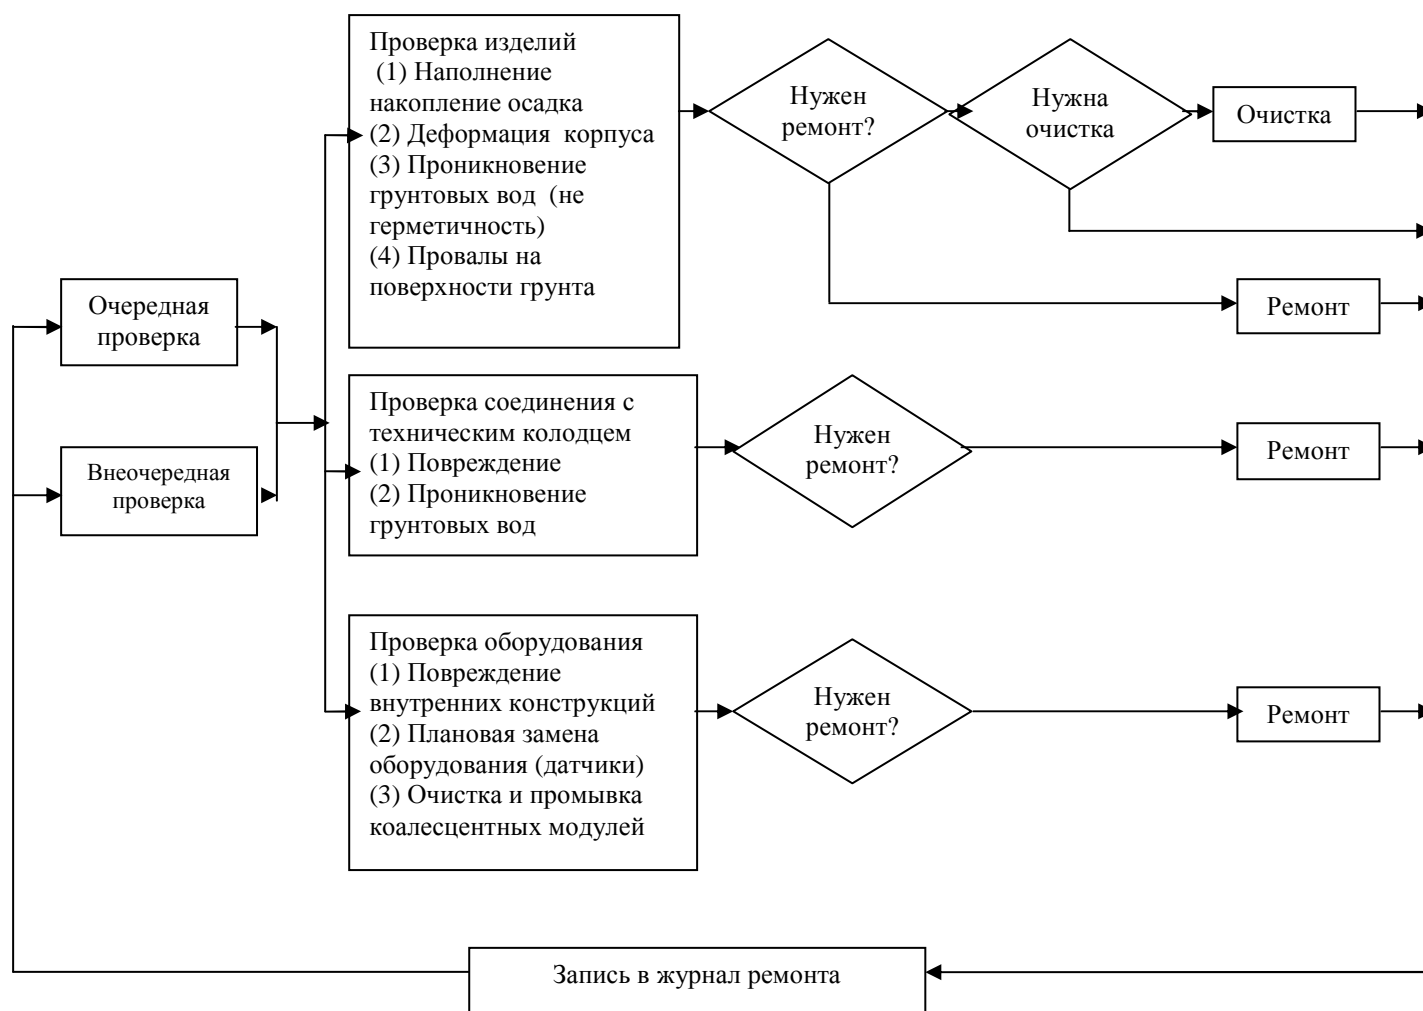 Проверка изделий
(1) Наполнение
накопление осадка
(2) Деформация корпуса
(3) Проникновение
грунтовых вод (не
герметичность)
(4) Провалы на
поверхности грунта
Нужен
ремонт?
Нужна
очистка
Очистка
Ремонт
Очередная
проверка
Внеочередная
проверка
Проверка соединения с
техническим колодцем
(1) Повреждение
(2) Проникновение
грунтовых вод
Нужен
ремонт?
Ремонт
Проверка оборудования
(1) Повреждение
внутренних конструкций
(2) Плановая замена
оборудования (датчики)
(3) Очистка и промывка
коалесцентных модулей
Нужен
ремонт?
Ремонт
Запись в журнал ремонта